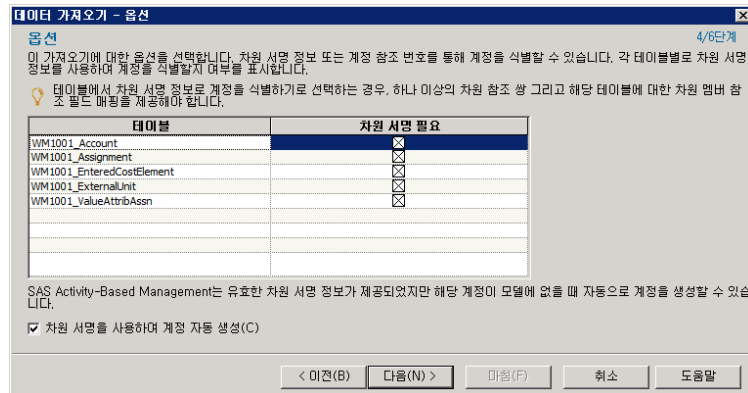 데이터 가져오기 - 옵션
옵션
4/6단계
이 가져오기에 대한 옵션을 선택합니다. 차원 서명 정보 또는 계정 참조 번호를 통해 계정을 식별할 수 있습니다. 각 테이블별로 차원 서명
정보를 사용하여 계정을 식별할지 여부를 표시합니다.
테이블에서 차원 서명 정보로 계정을 식별하기로 선택하는 경우, 하나 이상의 차원 참조 쌍 그리고 해당 테이블에 대한 차원 멤버 참
조 필드 매핑을 제공해야 합니다.
테이블 차원 서명 필요
WM1001_Account
WM1001_Assignment
WM1001_EnteredCostElement
WM1001_ExternalUnit
WM1001_ValueAttribAssn
SAS Activity-Based Management는 유효한 차원 서명 정보가 제공되었지만 해당 계정이 모델에 없을 때 자동으로 계정을 생성할 수 있습
니다.
차원 서명을 사용하여 계정 자동 생성(C)
< 이전(B) 다음(N) > 마침(F) 취소 도움말